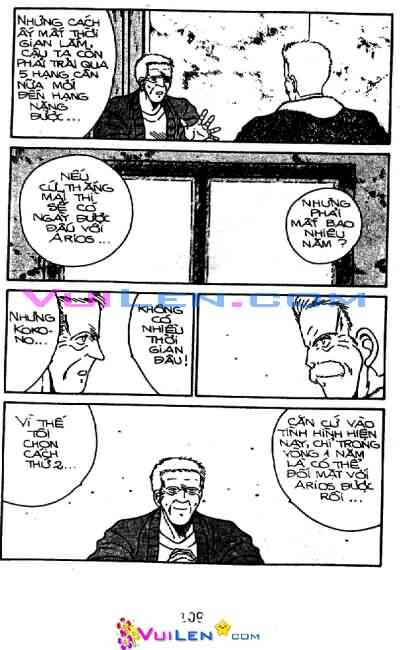 NHƯNG CÁCH
ẤY MẤT THỜI
GIAN LẮM,
CẬU TA CÒN
PHẢI TRẢI QUA
5 HẠNG CÂN
NỮA MỚI
ĐẾN HẠNG
NẶNG
ĐƯỢC...
NẾU
CỨ THẮNG
MÃI THÌ
SẼ CÓ
NGÀY ĐƯỢC
ĐẤU VỚI
ARIOS...
NHƯNG
PHẢI
MẤT BAO
NHIÊU
NĂM?
VUILEN.COM
NHƯNG
KOKO-
NO...
KHÔNG
CÓ
NHIỀU
THỜI
GIAN
ĐÂU!
VÌ THẾ
TÔI
CHỌN
CÁCH
THỨ 2...
CĂN CỨ VÀO
TÌNH HÌNH HIỆN
NAY, CHỈ TRONG
VÒNG 1 NĂM
LÀ CÓ THỂ
ĐỐI MẶT VỚI
ARIOS ĐƯỢC
RỒI...
109
VUILEN.COM